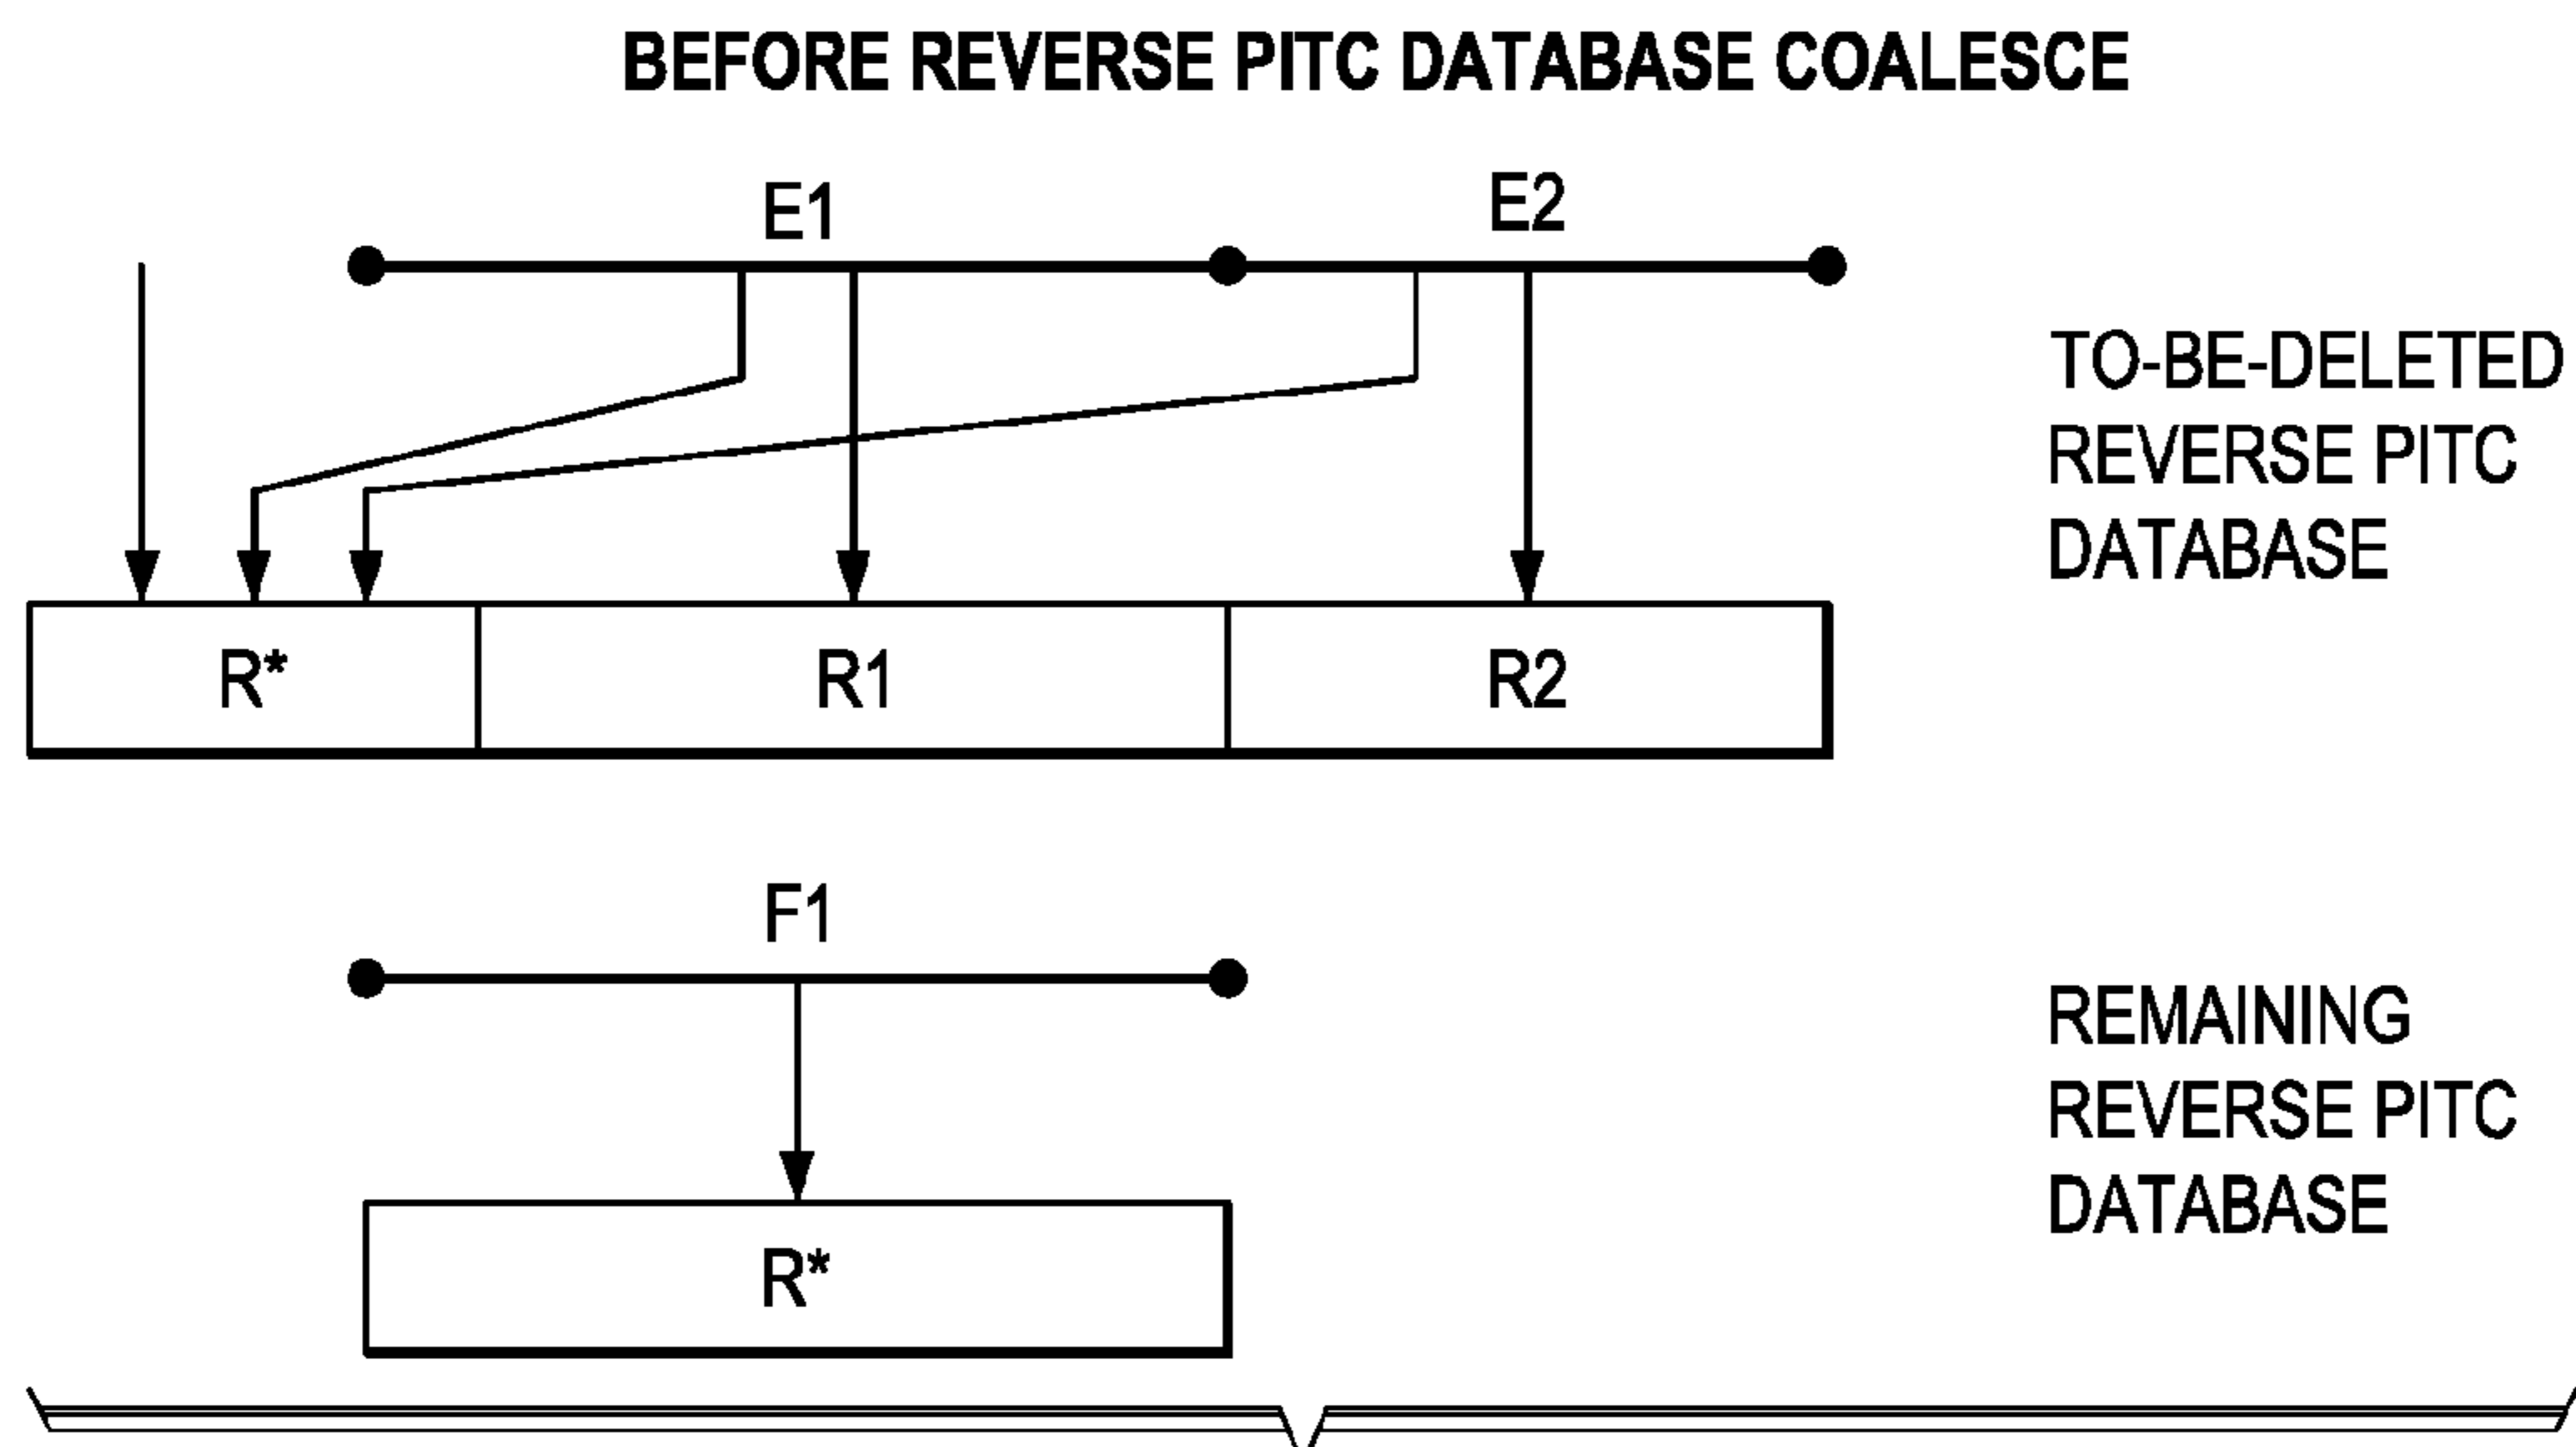 BEFORE REVERSE PITC DATABASE COALESCE
E1
E2
TO-BE-DELETED
REVERSE PITC
DATABASE
R*
R1
R2
F1
REMAINING
REVERSE PITC
DATABASE
R*